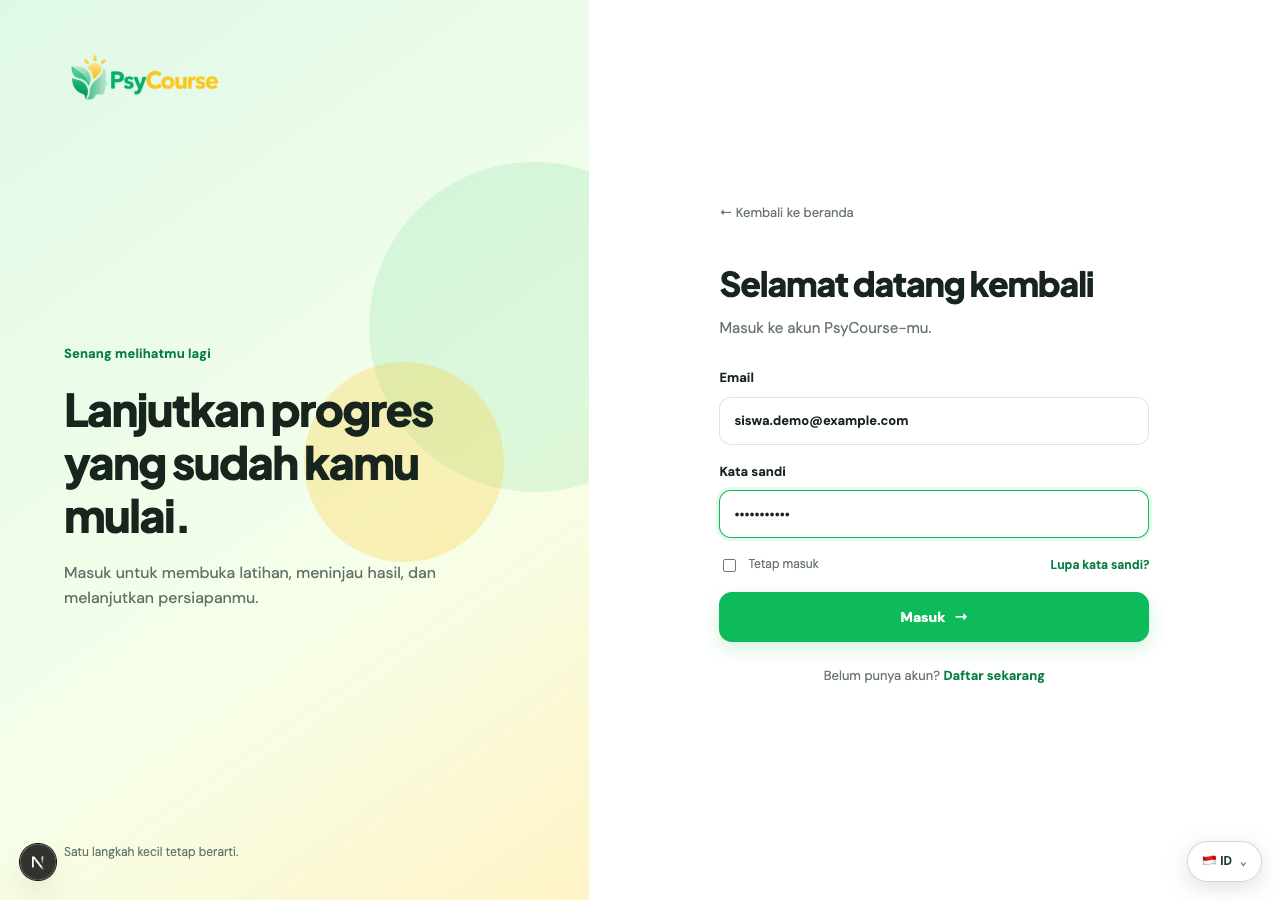 PsyCourse
Senang melihatmu lagi
Lanjutkan progres
yang sudah kamu
mulai.
Masuk untuk membuka latihan, meninjau hasil, dan
melanjutkan persiapanmu.
Satu langkah kecil tetap berarti.
N
← Kembali ke beranda
Selamat datang kembali
Masuk ke akun PsyCourse-mu.
Email
siswa.demo@example.com
Kata sandi
•••••••••••
Tetap masuk
Lupa kata sandi?
Masuk →
Belum punya akun? Daftar sekarang
ID